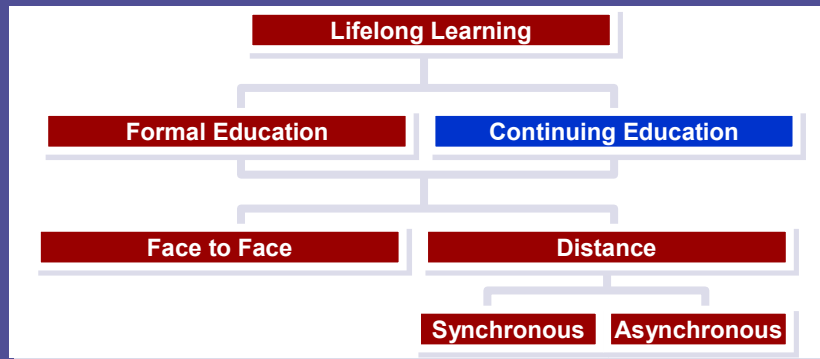 Lifelong Learning
Formal Education
Continuing Education
Face to Face
Distance
Synchronous
Asynchronous